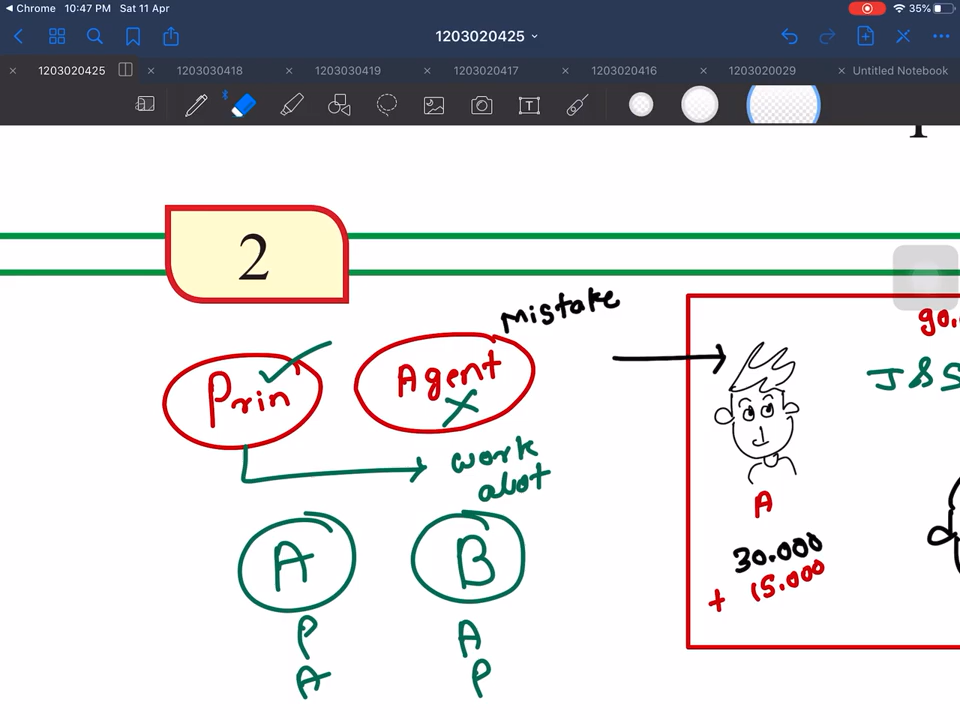 Chrome 10:47 PM Sat 11 Apr 35%
1203020425
1203020425 1203030418 1203030419 1203020417 1203020416 1203020029 Untitled Notebook
T
2
Mistake
Prin
Agent
work
alot
A
B
P
A
A
P
A
30.000
+ 15.000
90.
J & S